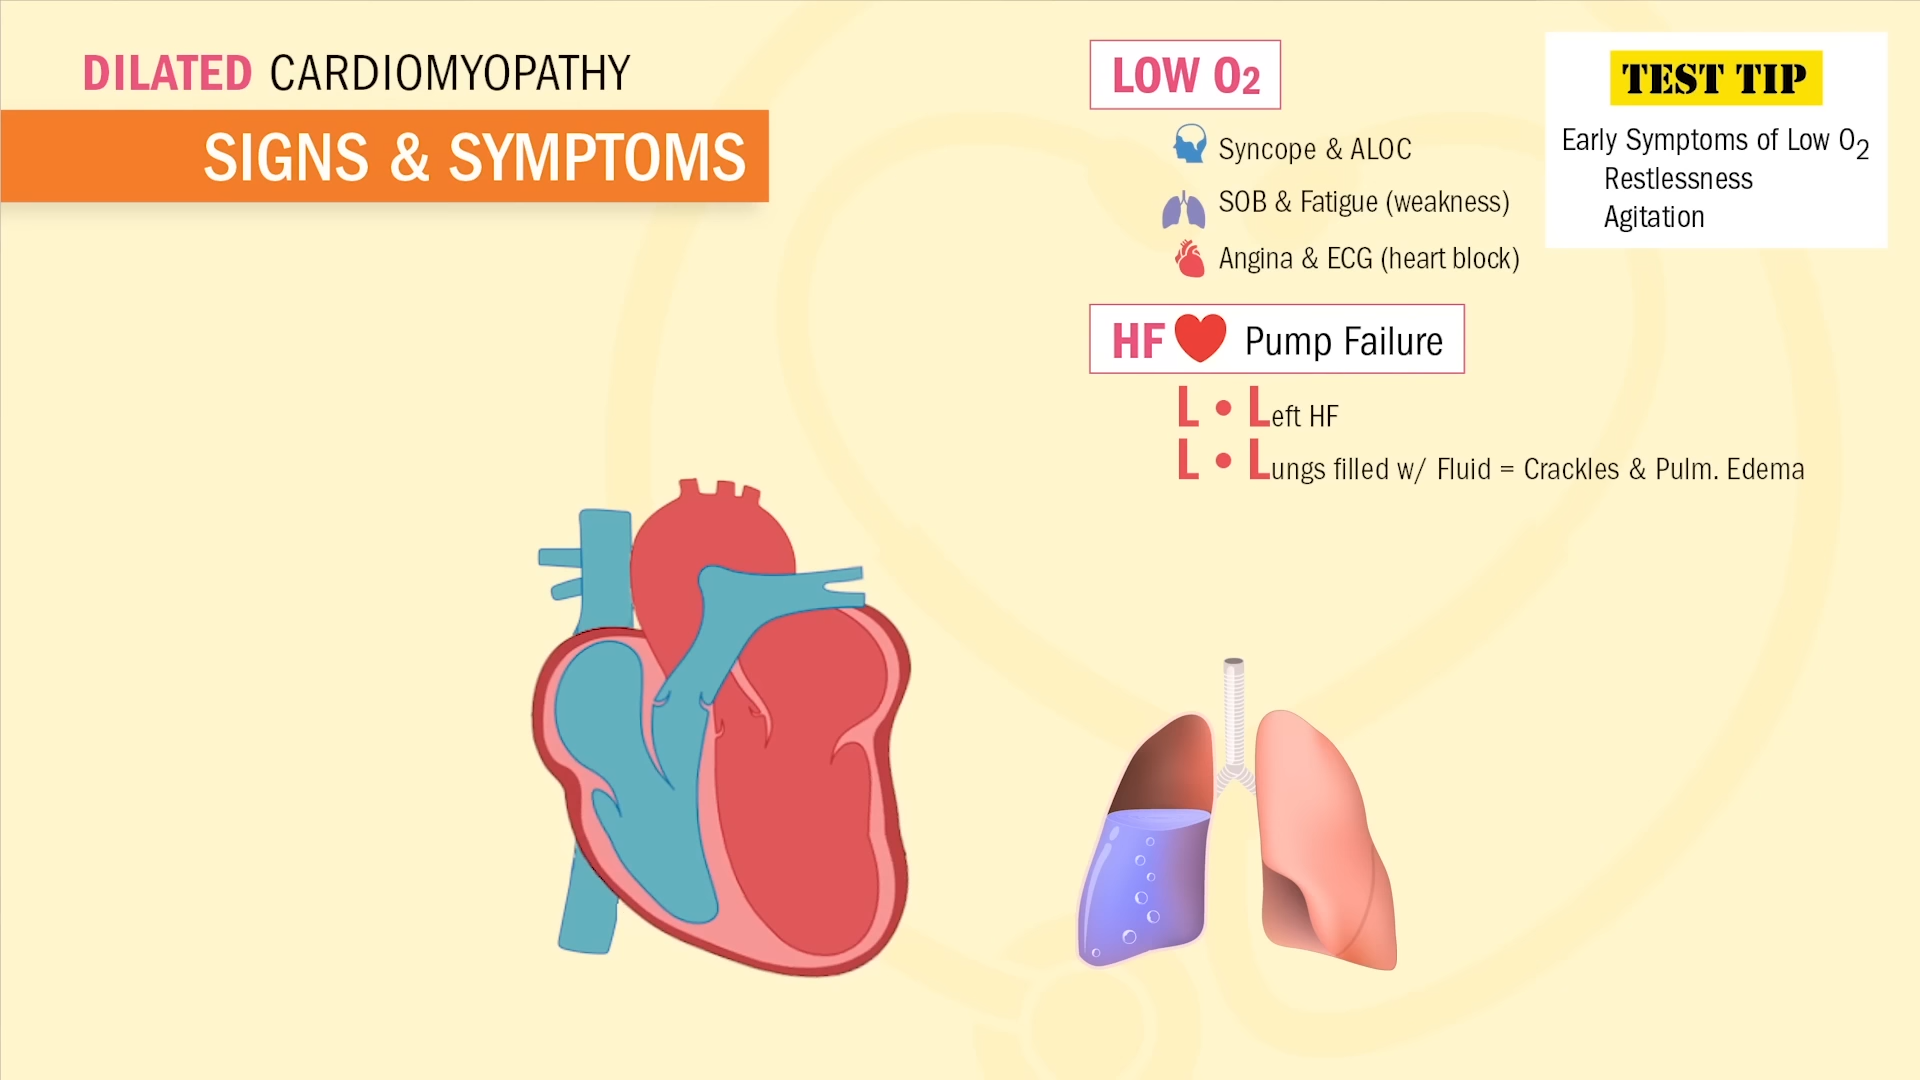 DILATED CARDIOMYOPATHY
SIGNS & SYMPTOMS
LOW O2
Syncope & ALOC
SOB & Fatigue (weakness)
Angina & ECG (heart block)
TEST TIP
Early Symptoms of Low O2
Restlessness
Agitation
HF Pump Failure
L • Left HF
L • Lungs filled w/ Fluid = Crackles & Pulm. Edema